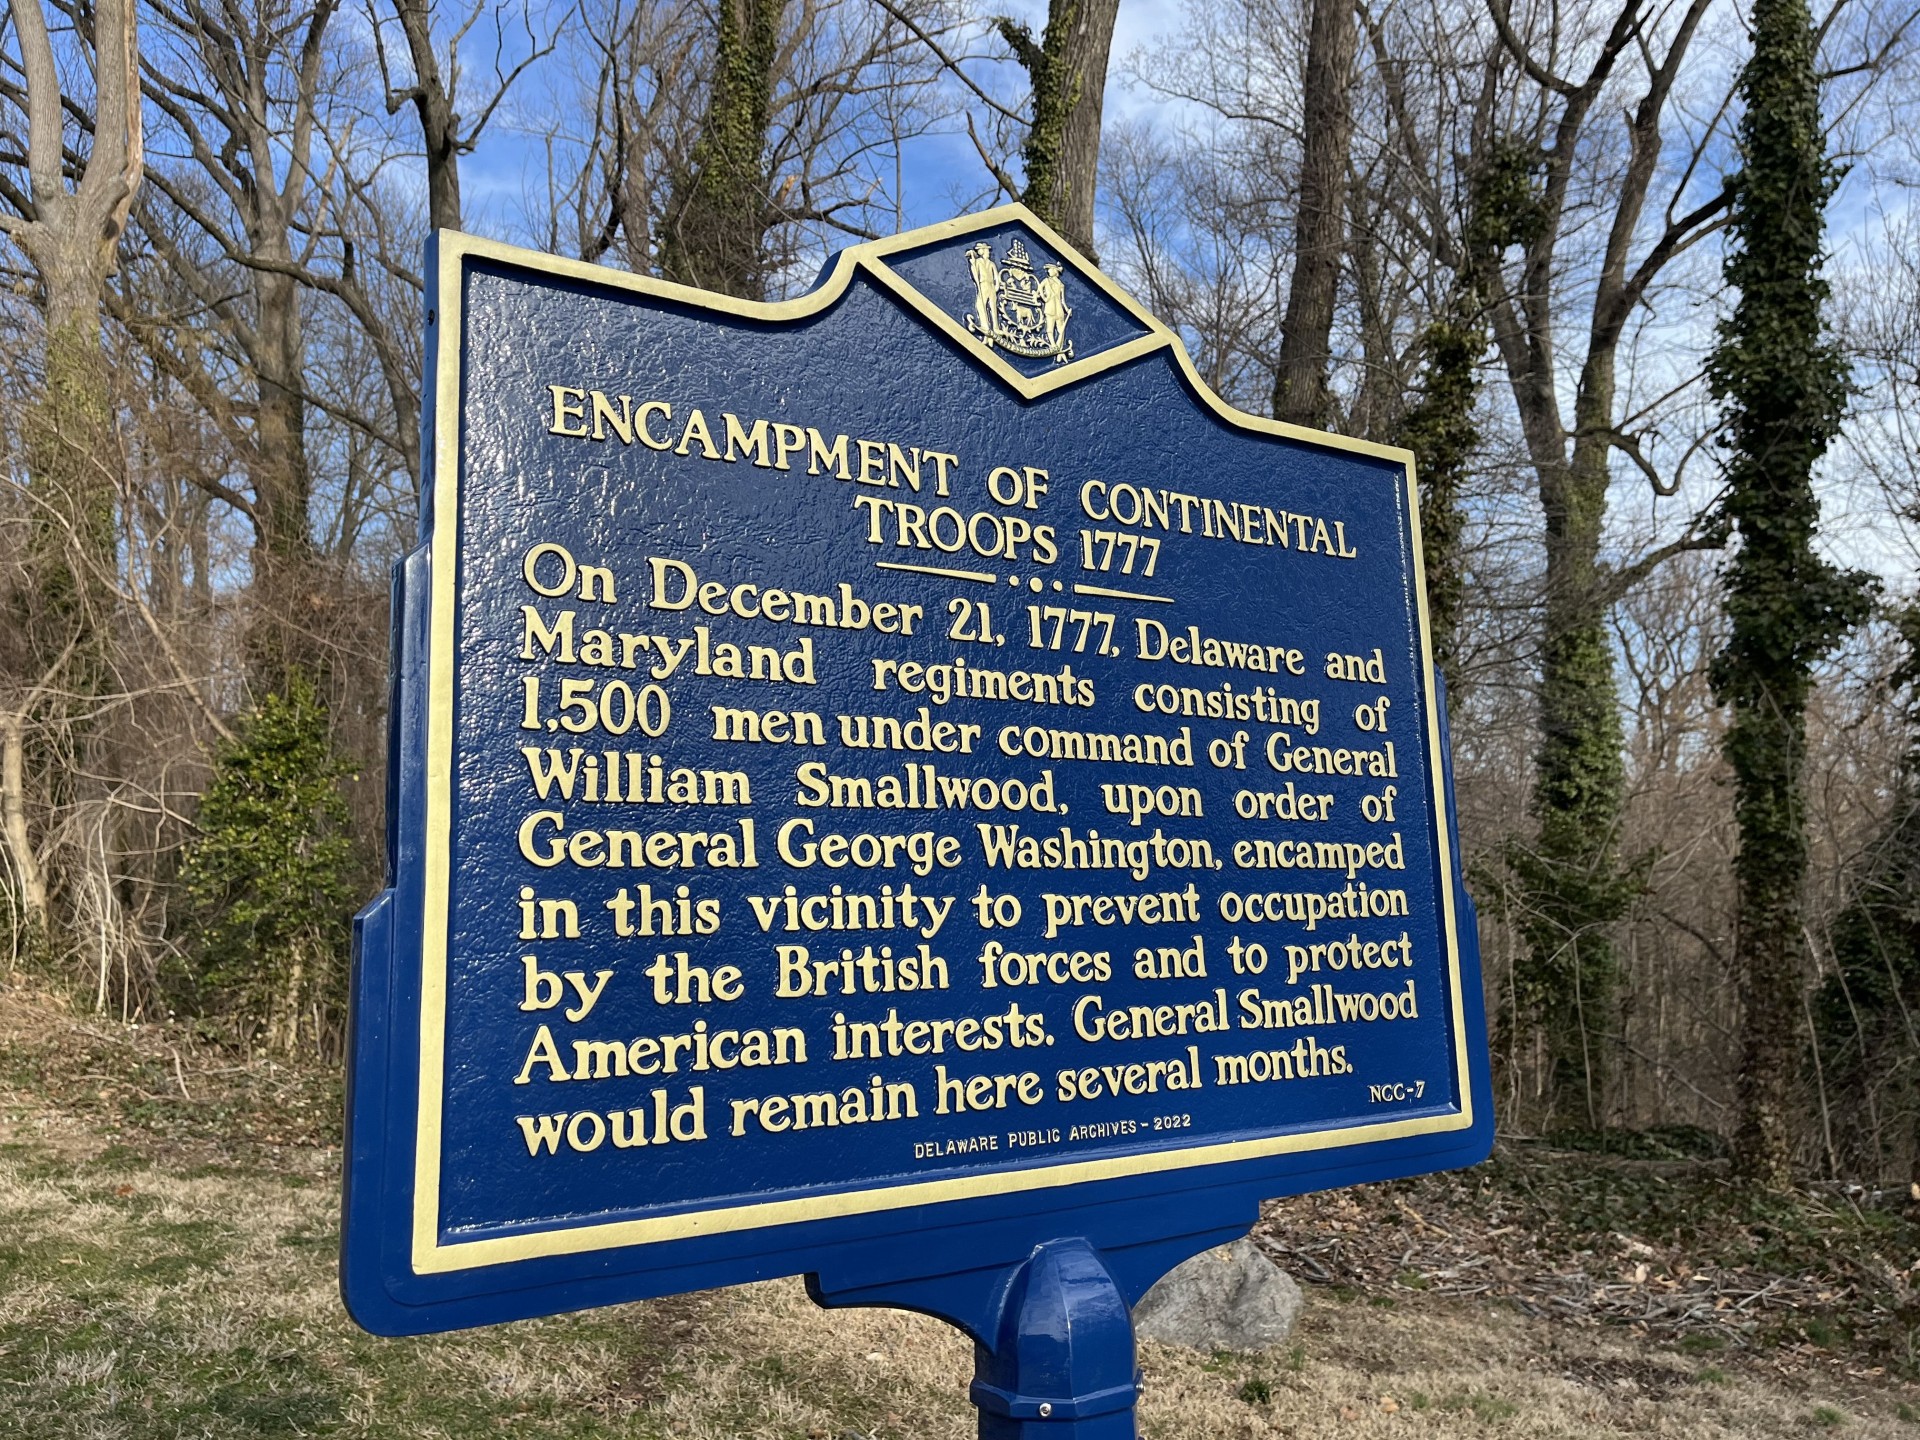 ENCAMPMENT OF CONTINENTAL
TROOPS 1777
On December 21, 1777, Delaware and
Maryland regiments consisting of
1,500 men under command of General
William Smallwood, upon order of
General George Washington, encamped
in this vicinity to prevent occupation
by the British forces and to protect
American interests. General Smallwood
would remain here several months.
NCC-7
DELAWARE PUBLIC ARCHIVES - 2022